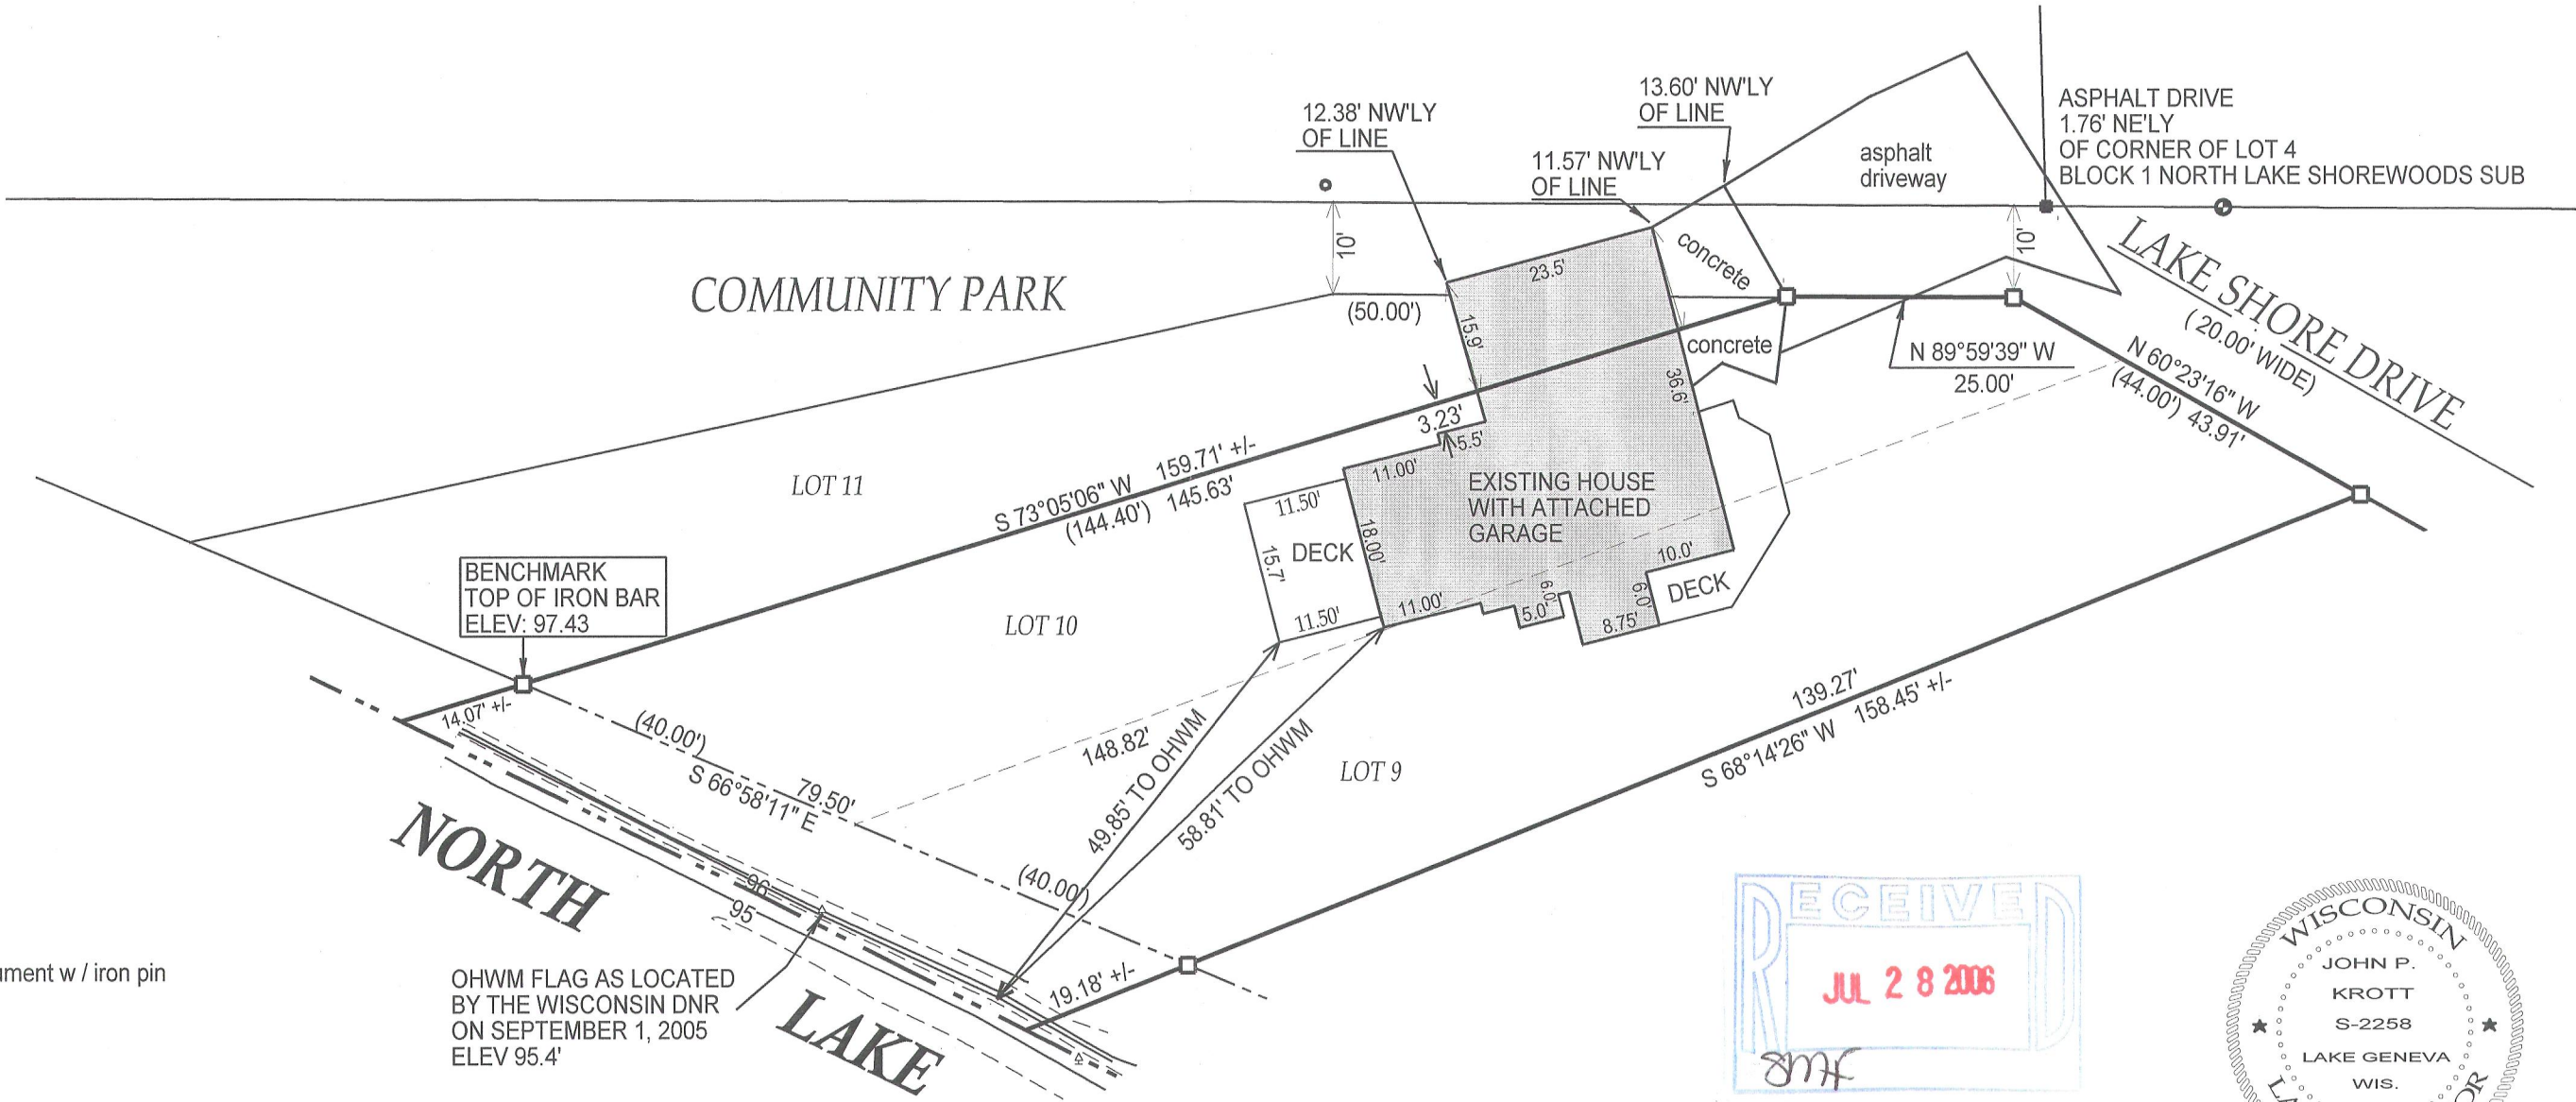 12.38' NW'LY
OF LINE
13.60' NW'LY
OF LINE
11.57' NW'LY
OF LINE
asphalt
driveway
ASPHALT DRIVE
1.76' NE'LY
OF CORNER OF LOT 4
BLOCK 1 NORTH LAKE SHOREWOODS SUB
10'
10'
COMMUNITY PARK
(50.00')
23.5'
concrete
15.9'
concrete
36.6'
N 89°59'39" W
25.00'
LAKE SHORE DRIVE
( 20.00' WIDE)
N 60°23'16" W
(44.00') 43.91'
3.23'
5.5'
11.00'
LOT 11
S 73°05'06" W 159.71' +/-
(144.40') 145.63'
11.50'
15.7'
DECK
18.00'
11.50'
EXISTING HOUSE
WITH ATTACHED
GARAGE
10.0'
6.0'
DECK
11.00'
5.0'
6.0'
8.75'
BENCHMARK
TOP OF IRON BAR
ELEV: 97.43
LOT 10
14.07' +/-
(40.00')
S 66°58'11" E
79.50'
148.82'
49.85' TO OHWM
58.81' TO OHWM
LOT 9
139.27'
S 68°14'26" W 158.45' +/-
(40.00')
19.18' +/-
96
95
NORTH
LAKE
OHWM FLAG AS LOCATED
BY THE WISCONSIN DNR
ON SEPTEMBER 1, 2005
ELEV 95.4'
w / iron pin
RECEIVED
JUL 28 2006
WISCONSIN
JOHN P.
KROTT
S-2258
LAKE GENEVA
WIS.